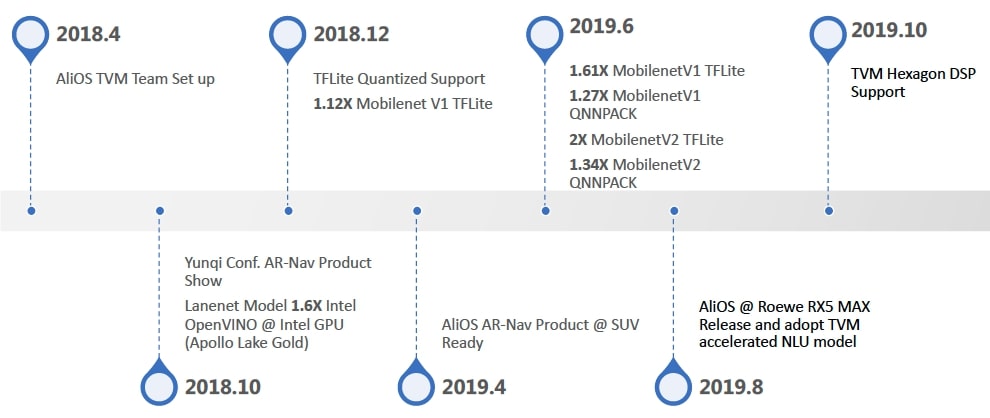 2018.4
AliOS TVM Team Set up
2018.12
TFLite Quantized Support
1.12X Mobilenet V1 TFLite
2019.6
1.61X MobilenetV1 TFLite
1.27X MobilenetV1
QNNPACK
2X MobilenetV2 TFLite
1.34X MobilenetV2
QNNPACK
2019.10
TVM Hexagon DSP
Support
Yunqi Conf. AR-Nav Product
Show
Lanenet Model 1.6X Intel
OpenVINO @ Intel GPU
(Apollo Lake Gold)
2018.10
AliOS AR-Nav Product @ SUV
Ready
2019.4
AliOS @ Roewe RX5 MAX
Release and adopt TVM
accelerated NLU model
2019.8